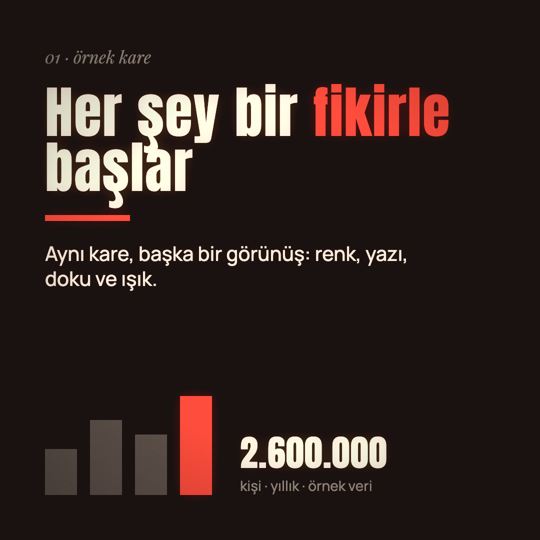 01 · örnek kare
Her şey bir fikirle
başlar
Aynı kare, başka bir görünüş: renk, yazı,
doku ve ışık.
2.600.000
kişi · yıllık · örnek veri